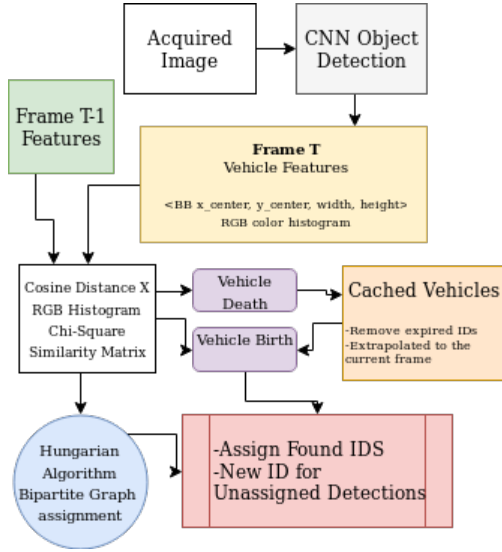 Acquired
Image
CNN Object
Detection
Frame T-1
Features
Frame T
Vehicle Features
<BB x_center, y_center, width, height>
RGB color histogram
Cosine Distance X
RGB Histogram
Chi-Square
Similarity Matrix
Vehicle
Death
Vehicle Birth
Cached Vehicles
-Remove expired IDs
-Extrapolated to the
current frame
Hungarian
Algorithm
Bipartite Graph
assignment
-Assign Found IDS
-New ID for
Unassigned Detections